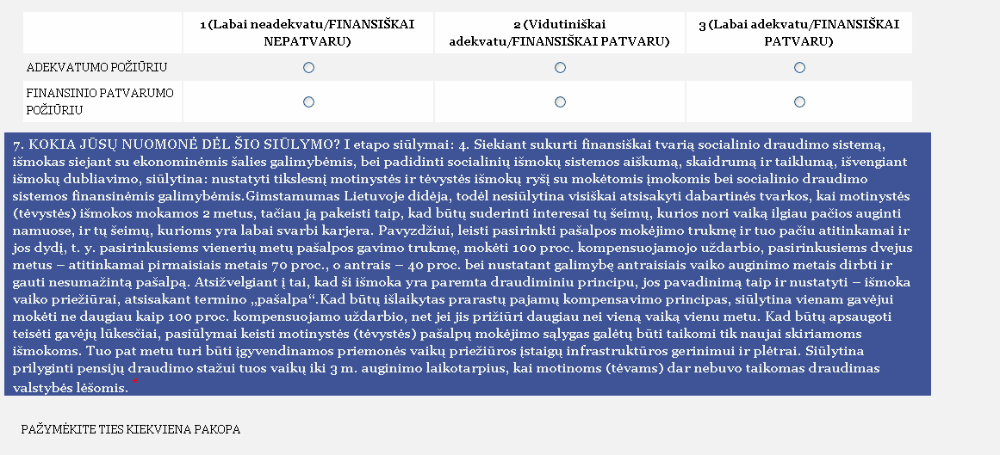 1 (Labai neadekvatu/FINANSIŠKAI NEPATVARU)
2 (Vidutiniškai adekvatu/FINANSIŠKAI PATVARU)
3 (Labai adekvatu/FINANSIŠKAI PATVARU)
ADEKVATUMO POŽIŪRIU
FINANSINIO PATVARUMO
POŽIŪRIU
7. KOKIA JŪSŲ NUOMONĖ DĖL ŠIO SIŪLYMO? I etapo siūlymai: 4. Siekiant sukurti finansiškai tvarią socialinio draudimo sistemą,
išmokas siejant su ekonominėmis šalies galimybėmis, bei padidinti socialinių išmokų sistemos aiškumą, skaidrumą ir taiklumą, išvengiant
išmokų dubliavimo, siūlytina: nustatyti tikslesnį motinystės ir tėvystės išmokų ryšį su mokėtomis įmokomis bei socialinio draudimo
sistemos finansinėmis galimybėmis.Gimstamumas Lietuvoje didėja, todėl nesiūlytina visiškai atsisakyti dabartinės tvarkos, kai motinystės
(tėvystės) išmokos mokamos 2 metus, tačiau ją pakeisti taip, kad būtų suderinti interesai tų šeimų, kurios nori vaiką ilgiau pačios auginti
namuose, ir tų šeimų, kurioms yra labai svarbi karjera. Pavyzdžiui, leisti pasirinkti pašalpos mokėjimo trukmę ir tuo pačiu atitinkamai ir
jos dydį, t. y. pasirinkusiems vienerių metų pašalpos gavimo trukmę, mokėti 100 proc. kompensuojamojo uždarbio, pasirinkusiems dvejus
metus – atitinkamai pirmaisiais metais 70 proc., o antrais – 40 proc. bei nustatant galimybę antraisiais vaiko auginimo metais dirbti ir
gauti nesumažintą pašalpą. Atsižvelgiant į tai, kad ši išmoka yra paremta draudiminiu principu, jos pavadinimą taip ir nustatyti – išmoka
vaiko priežiūrai, atsisakant termino „pašalpa“.Kad būtų išlaikytas prarastų pajamų kompensavimo principas, siūlytina vienam gavėjui
mokėti ne daugiau kaip 100 proc. kompensuojamo uždarbio, net jei jis prižiūri daugiau nei vieną vaiką vienu metu. Kad būtų apsaugoti
teisėti gavėjų lūkesčiai, pasiūlymai keisti motinystės (tėvystės) pašalpų mokėjimo sąlygas galėtų būti taikomi tik naujai skiriamoms
išmokoms. Tuo pat metu turi būti įgyvendinamos priemonės vaikų priežiūros įstaigų infrastruktūros gerinimui ir plėtrai. Siūlytina
prilyginti pensijų draudimo stažui tuos vaikų iki 3 m. auginimo laikotarpius, kai motinoms (tėvams) dar nebuvo taikomas draudimas
valstybės lėšomis. *
PAŽYMĖKITE TIES KIEKVIENA PAKOPA